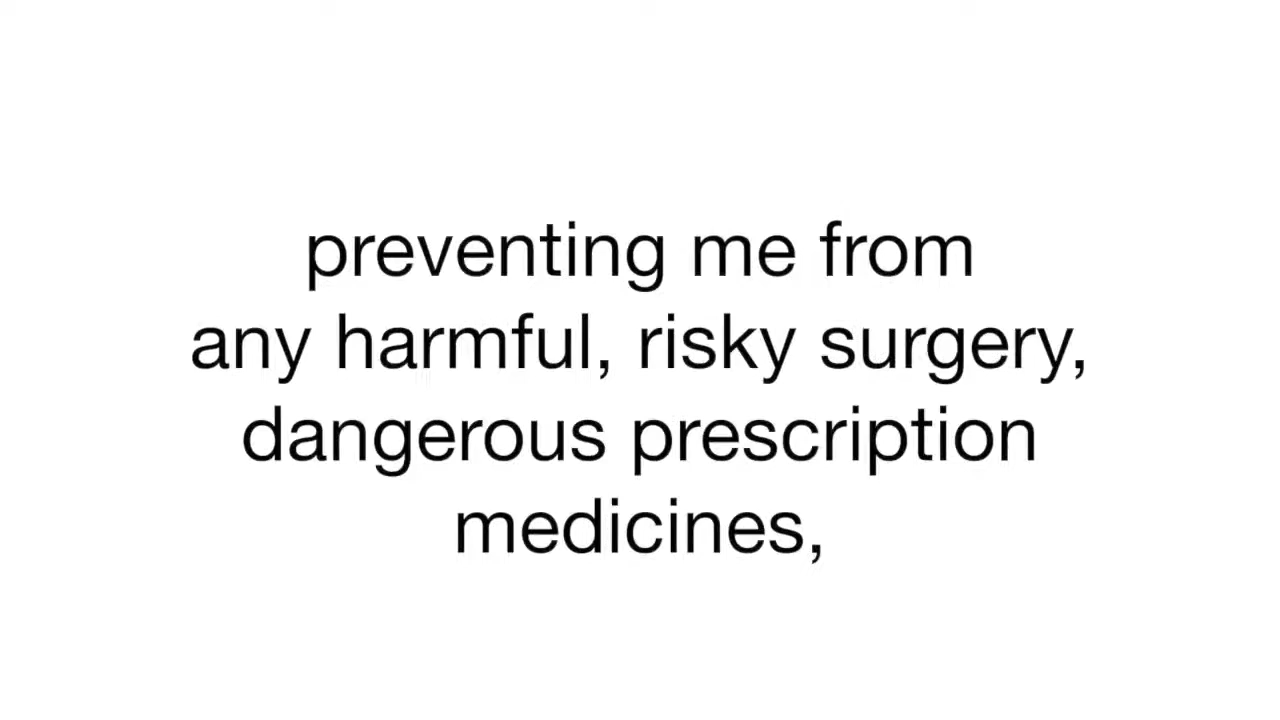 preventing me from
any harmful, risky surgery,
dangerous prescription
medicines,